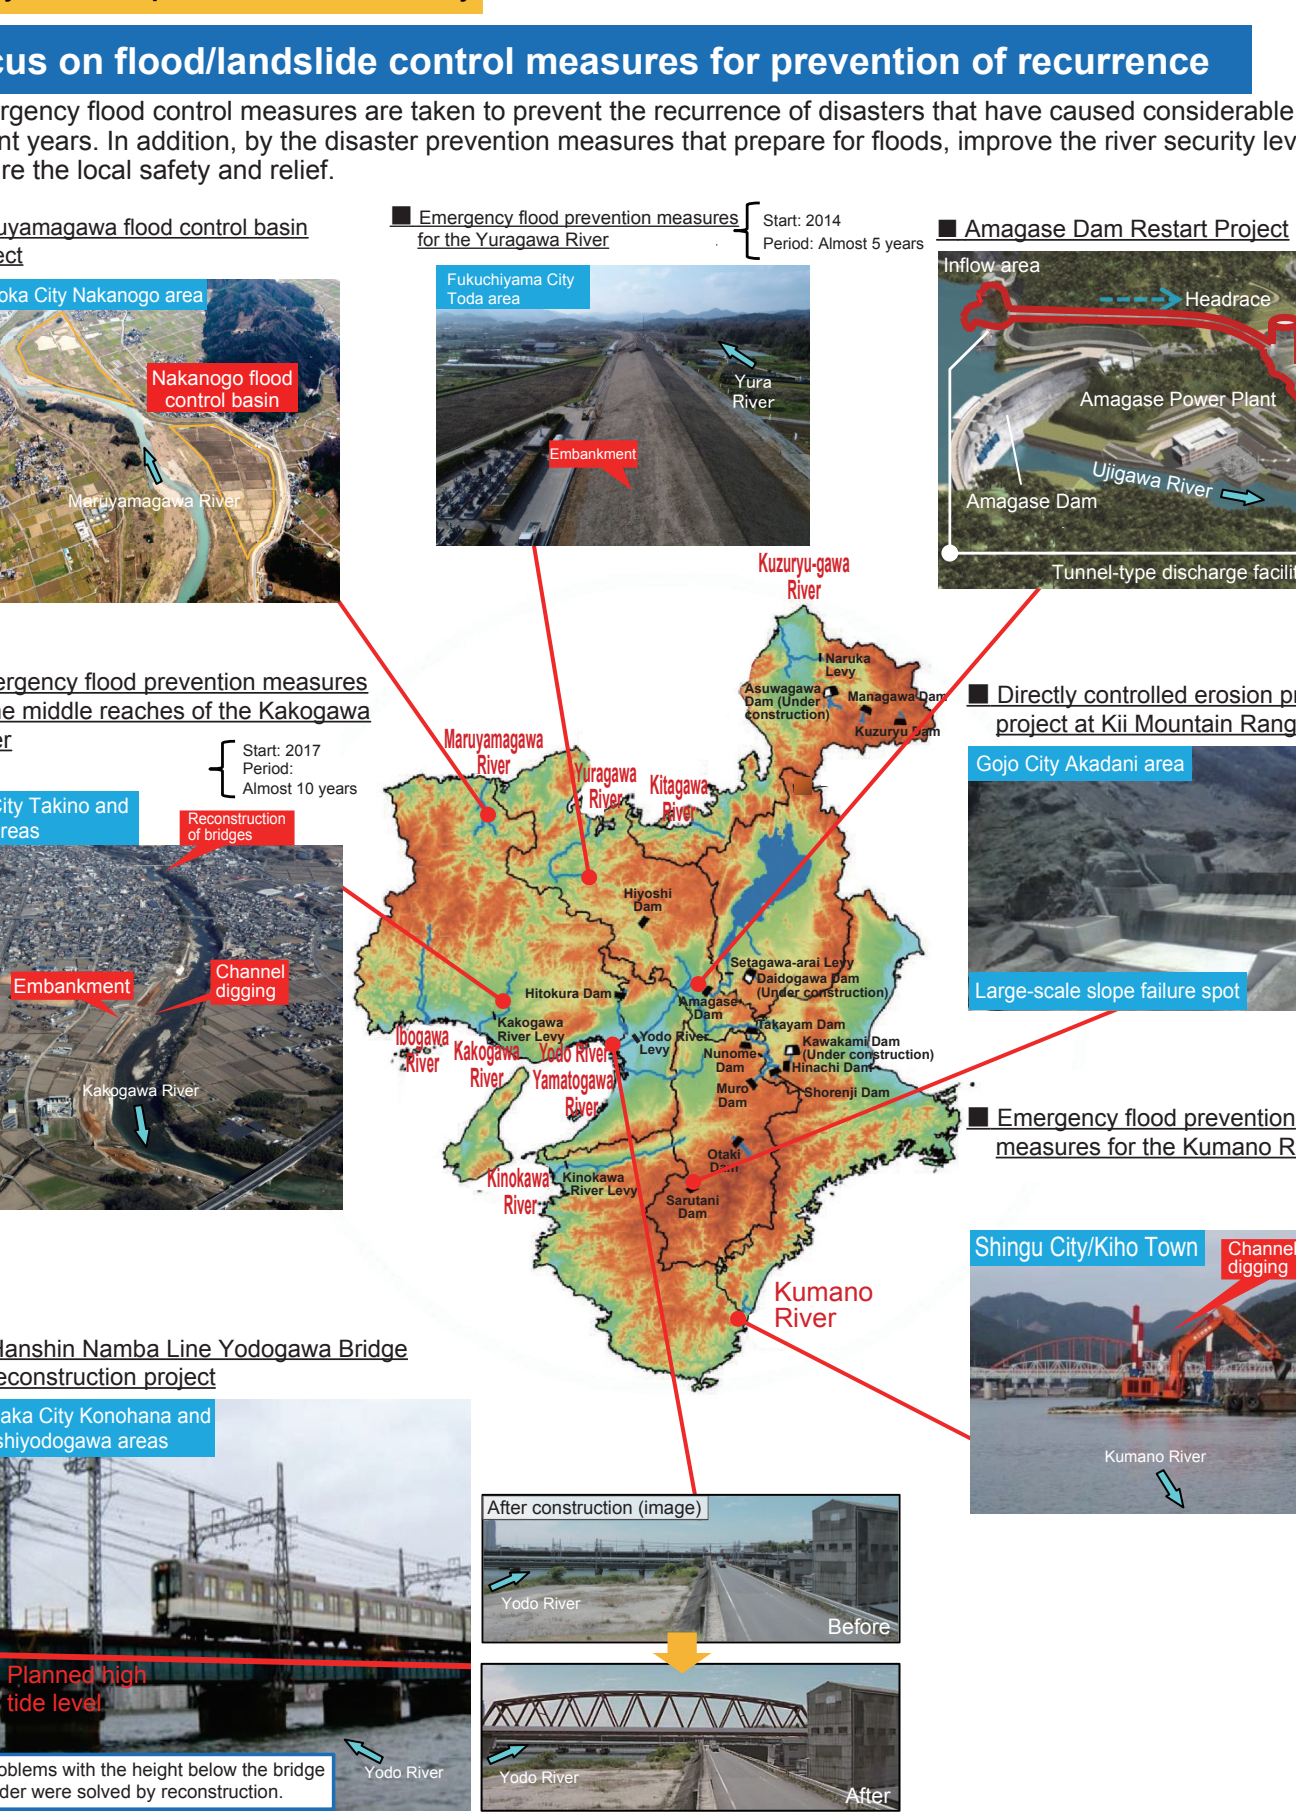 cus on flood/landslide control measures for prevention of recurrence
rgency flood control measures are taken to prevent the recurrence of disasters that have caused considerable
nt years. In addition, by the disaster prevention measures that prepare for floods, improve the river security lev
re the local safety and relief.
uyamagawa flood control basin
ect
oka City Nakanogo area
Nakanogo flood
control basin
Maruyamagawa River
■ Emergency flood prevention measures
for the Yuragawa River
Start: 2014
Period: Almost 5 years
Fukuchiyama City
Toda area
Yura
River
Embankment
■ Amagase Dam Restart Project
Inflow area
Headrace
Amagase Power Plant
Ujigawa River
Amagase Dam
Tunnel-type discharge facilit
ergency flood prevention measures
he middle reaches of the Kakogawa
er
Start: 2017
Period:
Almost 10 years
City Takino and
reas
Reconstruction
of bridges
Embankment
Channel
digging
Kakogawa River
Kuzuryu-gawa
River
Naruka
Levy
Asuwagawa
Dam (Under
construction)
Managawa Dam
Kuzuryu Dam
Maruyamagawa
River
Yuragawa
River
Kitagawa
River
Hiyoshi
Dam
Setagawa-arai Levy
Daidogawa Dam
(Under construction)
Hitokura Dam
Amagase
Dam
Kakogawa
River Levy
Yodo River
Levy
Takayam Dam
Kawakami Dam
(Under construction)
Nunome
Dam
Hinachi Dam
Muro
Dam
Shorenji Dam
Ibogawa
River
Kakogawa
River
Yodo River
Yamatogawa
River
Otaki
Dam
Kinokawa
River
Kinokawa
River Levy
Sarutani
Dam
Kumano
River
■ Directly controlled erosion pr
project at Kii Mountain Rang
Gojo City Akadani area
Large-scale slope failure spot
■ Emergency flood prevention
measures for the Kumano R
Shingu City/Kiho Town
Channel
digging
Kumano River
Hanshin Namba Line Yodogawa Bridge
econstruction project
aka City Konohana and
shiyodogawa areas
Planned high
tide level
Yodo River
oblems with the height below the bridge
der were solved by reconstruction.
After construction (image)
Yodo River
Before
Yodo River
After